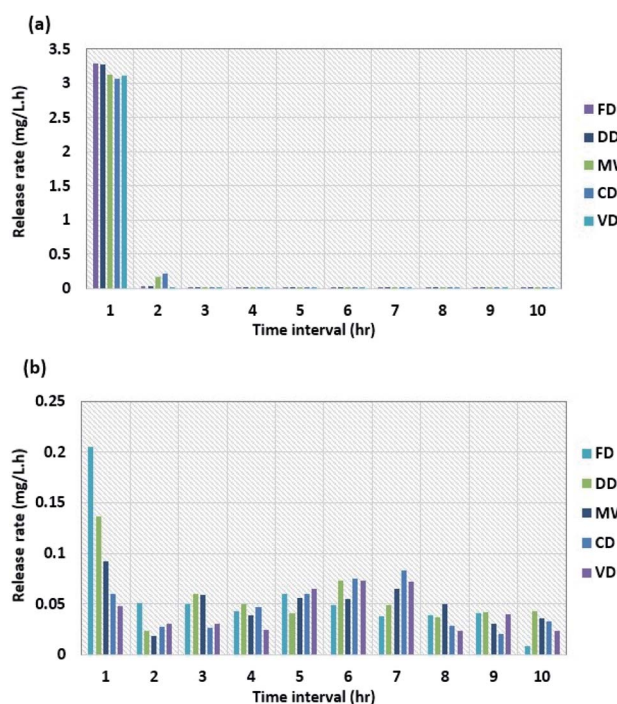 (a)
3.5
3
2.5
2
1.5
1
0.5
0
Release rate (mg/L.h)
1 2 3 4 5 6 7 8 9 10
Time interval (hr)
FD
DD
CD
VD
(b)
0.25
0.2
0.15
0.1
0.05
0
Release rate (mg/L.h)
1 2 3 4 5 6 7 8 9 10
Time interval (hr)
FD
DD
CD
VD